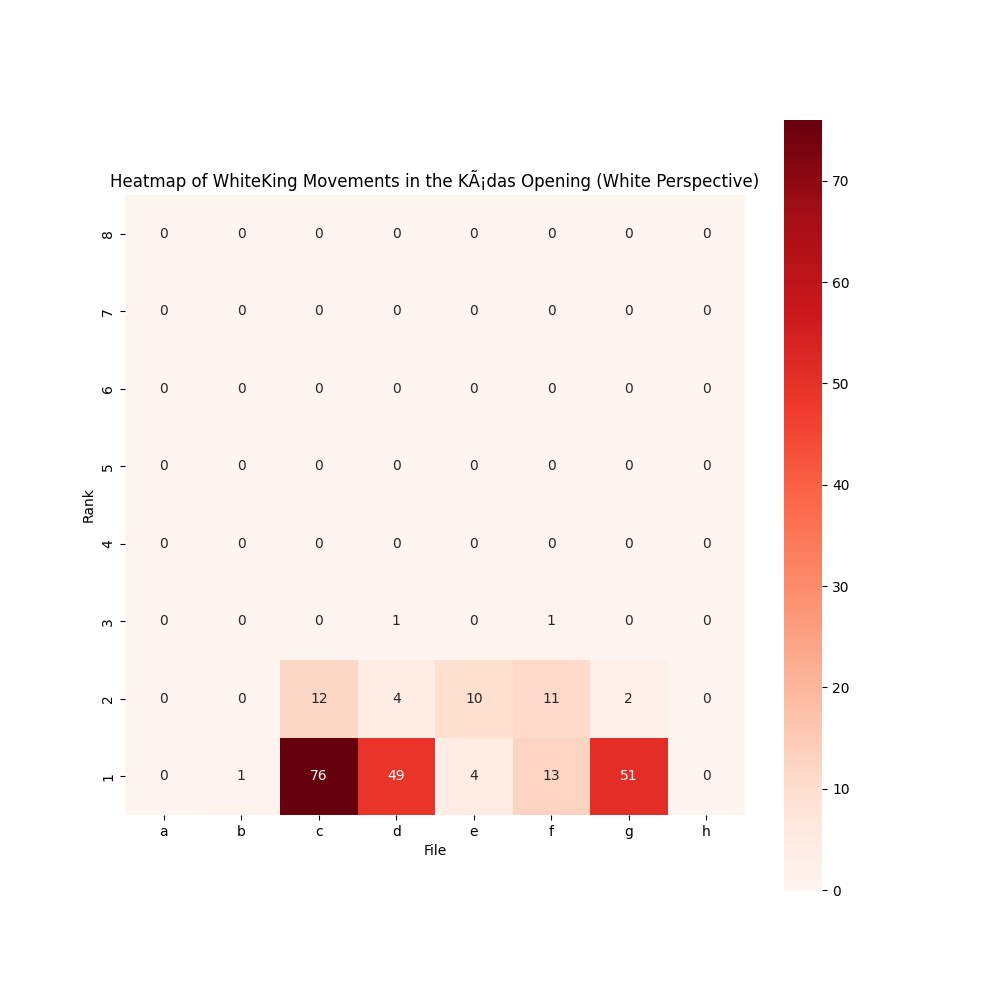 Heatmap of WhiteKing Movements in the KÃ¡das Opening (White Perspective)
8 0 0 0 0 0 0 0 0
7 0 0 0 0 0 0 0 0
6 0 0 0 0 0 0 0 0
5 0 0 0 0 0 0 0 0
4 0 0 0 0 0 0 0 0
3 0 0 0 1 0 1 0 0
2 0 0 12 4 10 11 2 0
1 0 1 76 49 4 13 51 0
a b c d e f g h
File
Rank
70
60
50
40
30
20
10
0